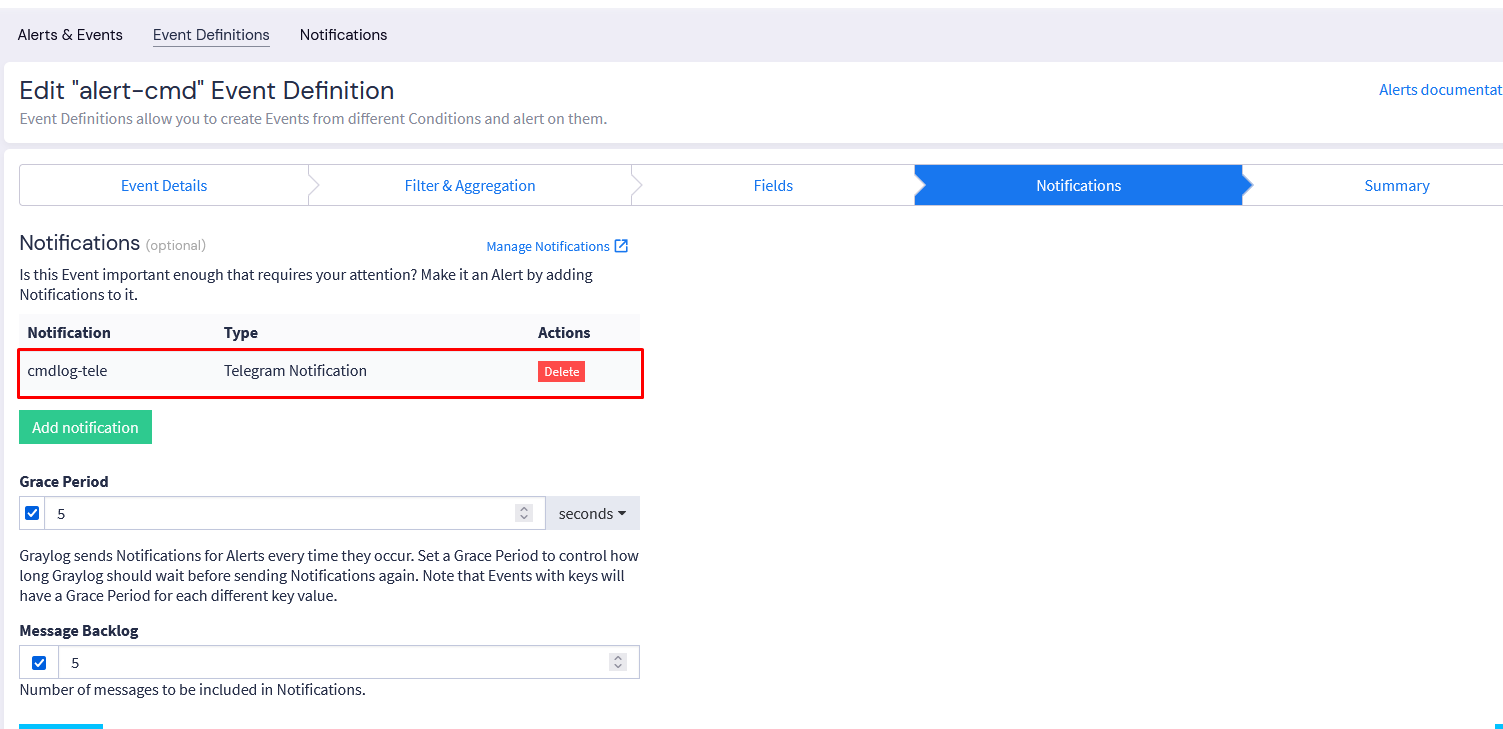 Alerts & Events Event Definitions Notifications
Edit "alert-cmd" Event Definition
Alerts documentat
Event Definitions allow you to create Events from different Conditions and alert on them.
Event Details Filter & Aggregation Fields Notifications Summary
Notifications (optional) Manage Notifications
Is this Event important enough that requires your attention? Make it an Alert by adding
Notifications to it.
Notification Type Actions
cmdlog-tele Telegram Notification Delete
Add notification
Grace Period
5 seconds
Graylog sends Notifications for Alerts every time they occur. Set a Grace Period to control how
long Graylog should wait before sending Notifications again. Note that Events with keys will
have a Grace Period for each different key value.
Message Backlog
5
Number of messages to be included in Notifications.